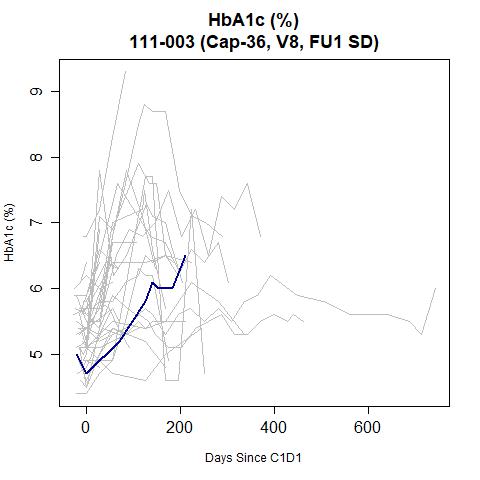 HbA1c (%)
111-003 (Cap-36, V8, FU1 SD)
HbA1c (%)
9
8
7
6
5
0 200 400 600
Days Since C1D1